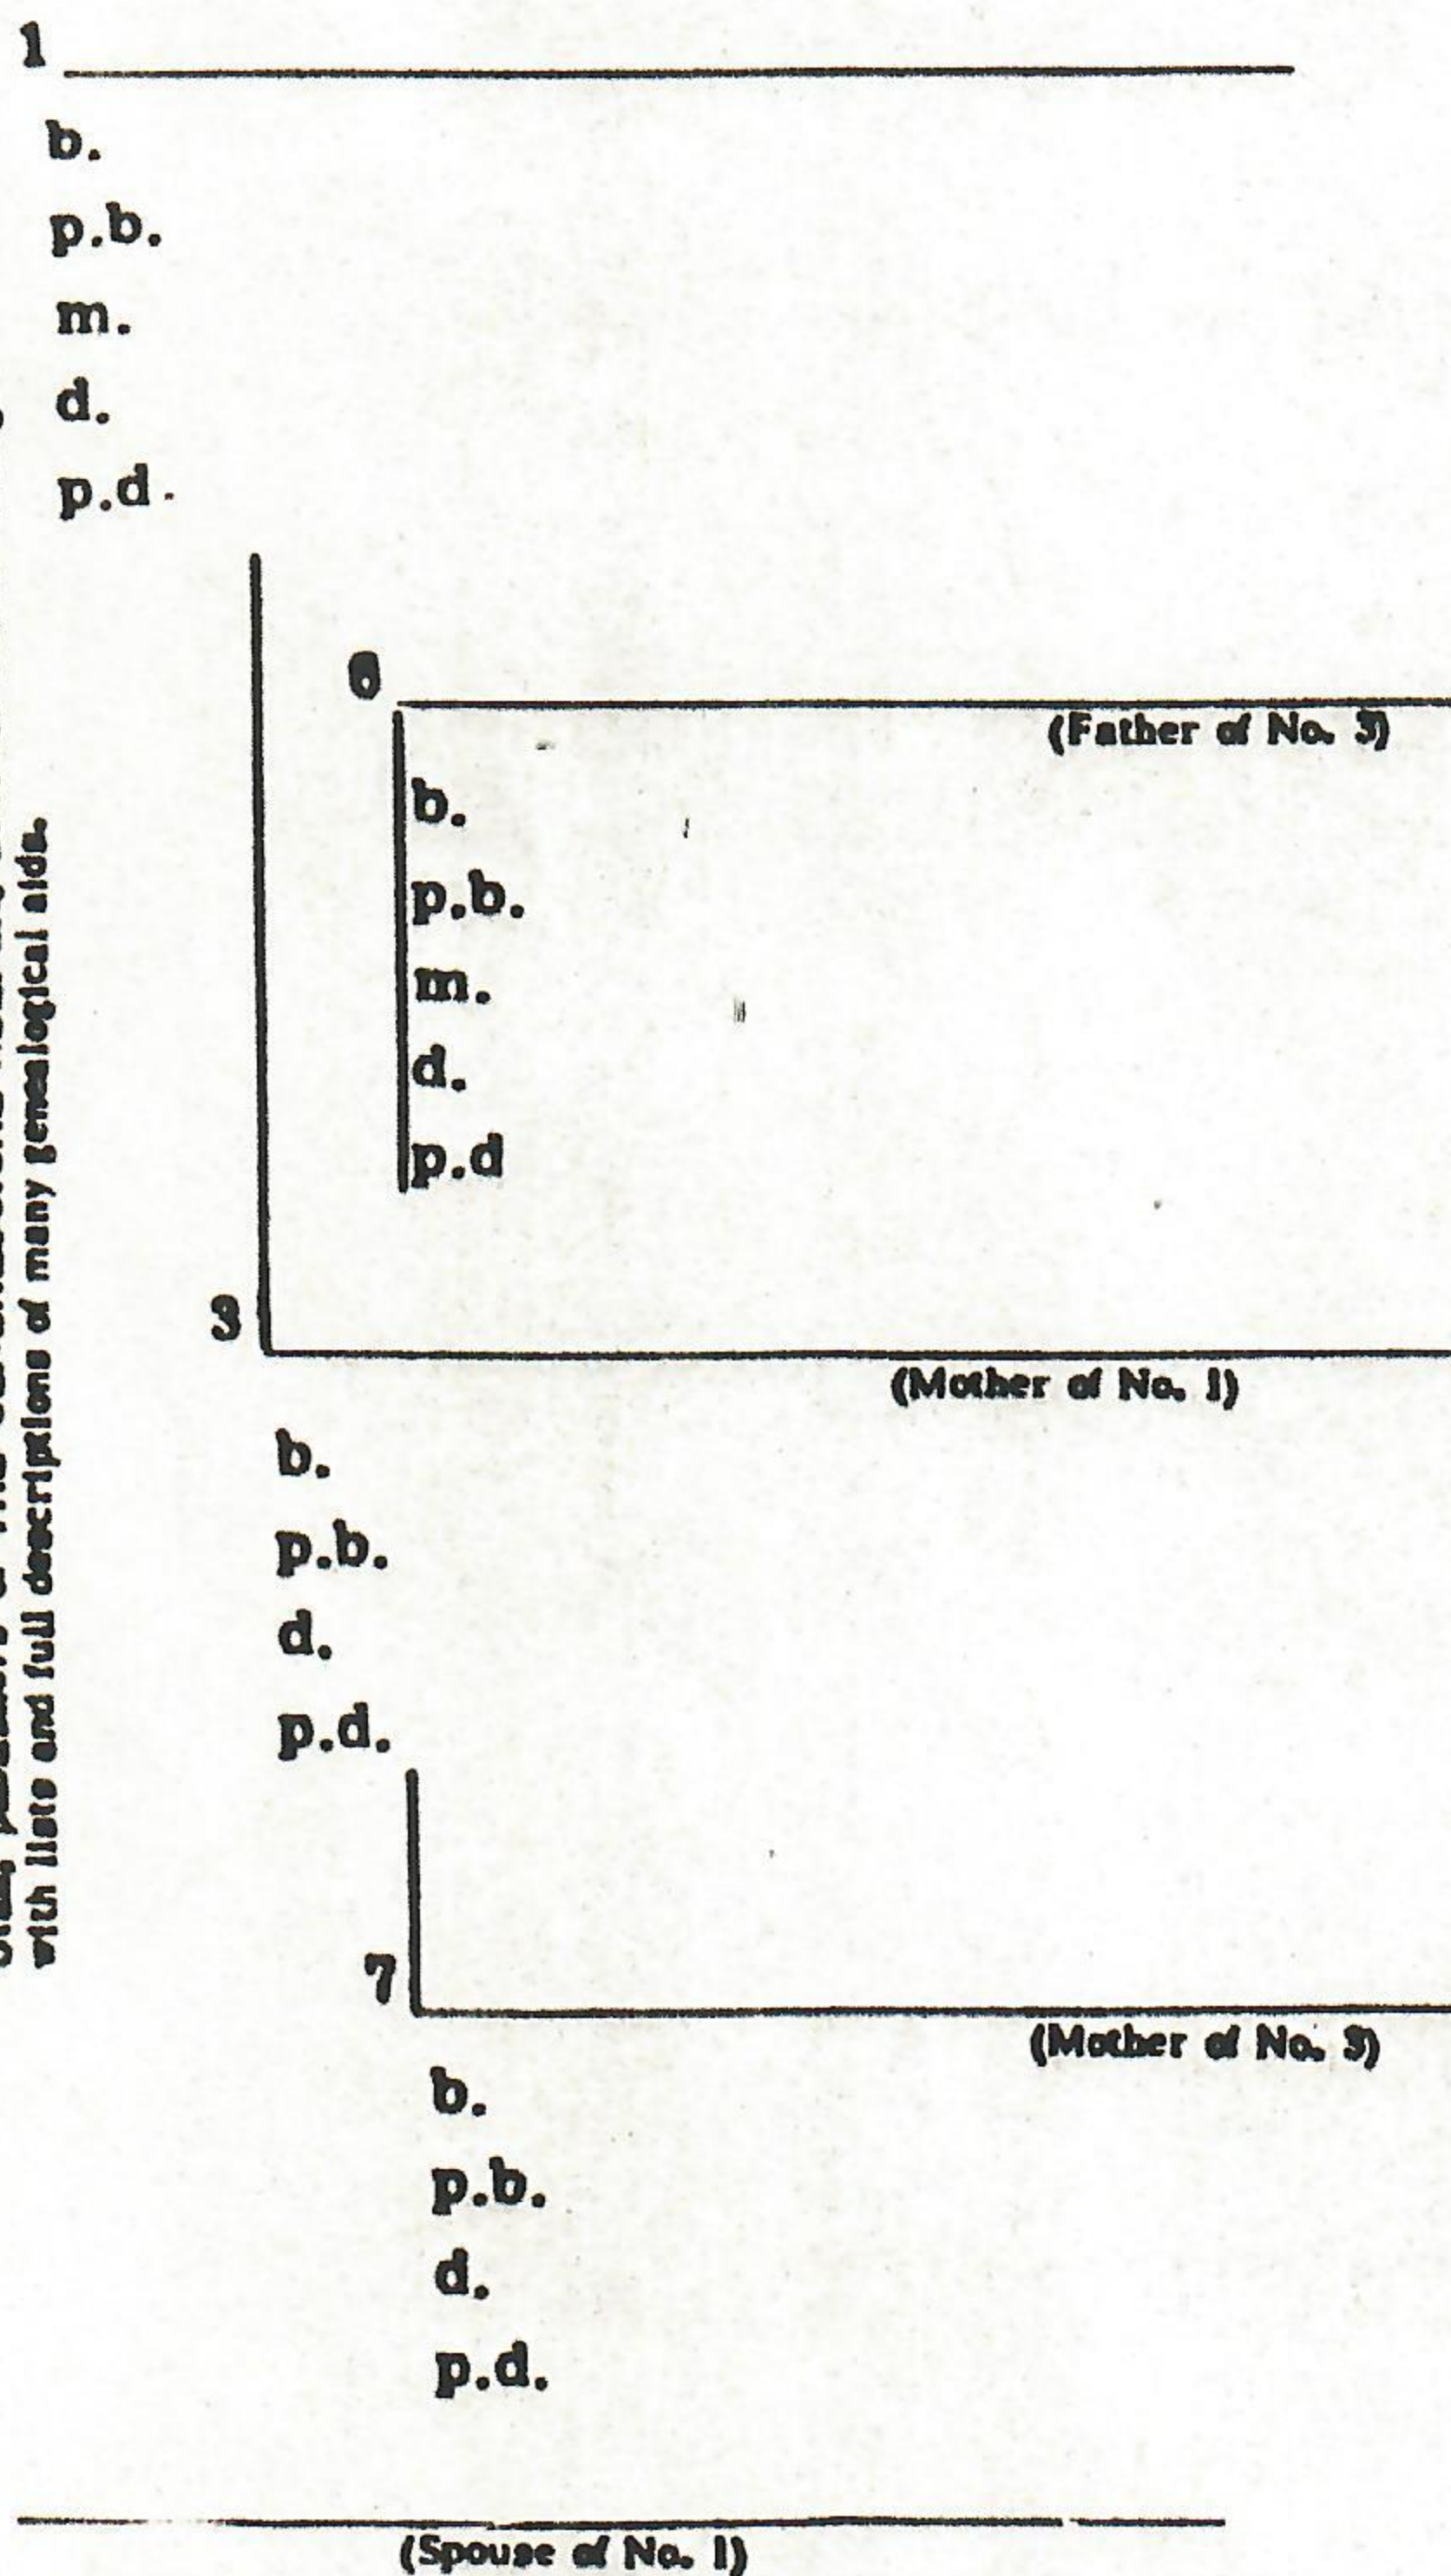 1
b.
p.b.
m.
d.
p.d.
6
(Father of No. 3)
b.
p.b.
m.
d.
p.d
3
(Mother of No. 1)
b.
p.b.
d.
p.d.
7
(Mother of No. 3)
b.
p.b.
d.
p.d.
(Spouse of No. 1)
with lists and full descriptions of many genealogical aids.